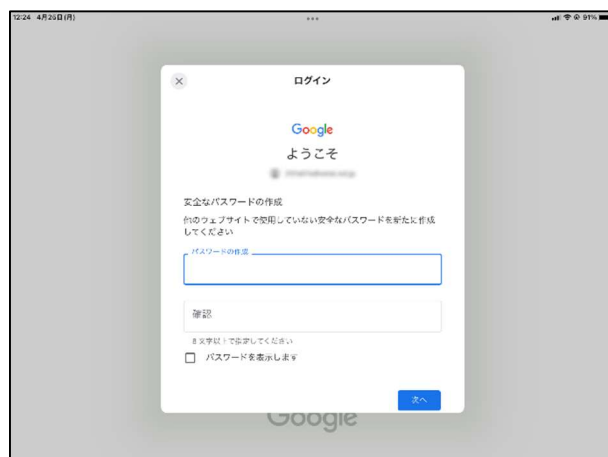 12:24 4月26日(月)
•••
91%
ログイン
Google
ようこそ
安全なパスワードの作成
他のウェブサイトで使用していない安全なパスワードを新たに作成
してください
パスワードの作成
確認
8文字以上で指定してください
パスワードを表示します
次へ
Google